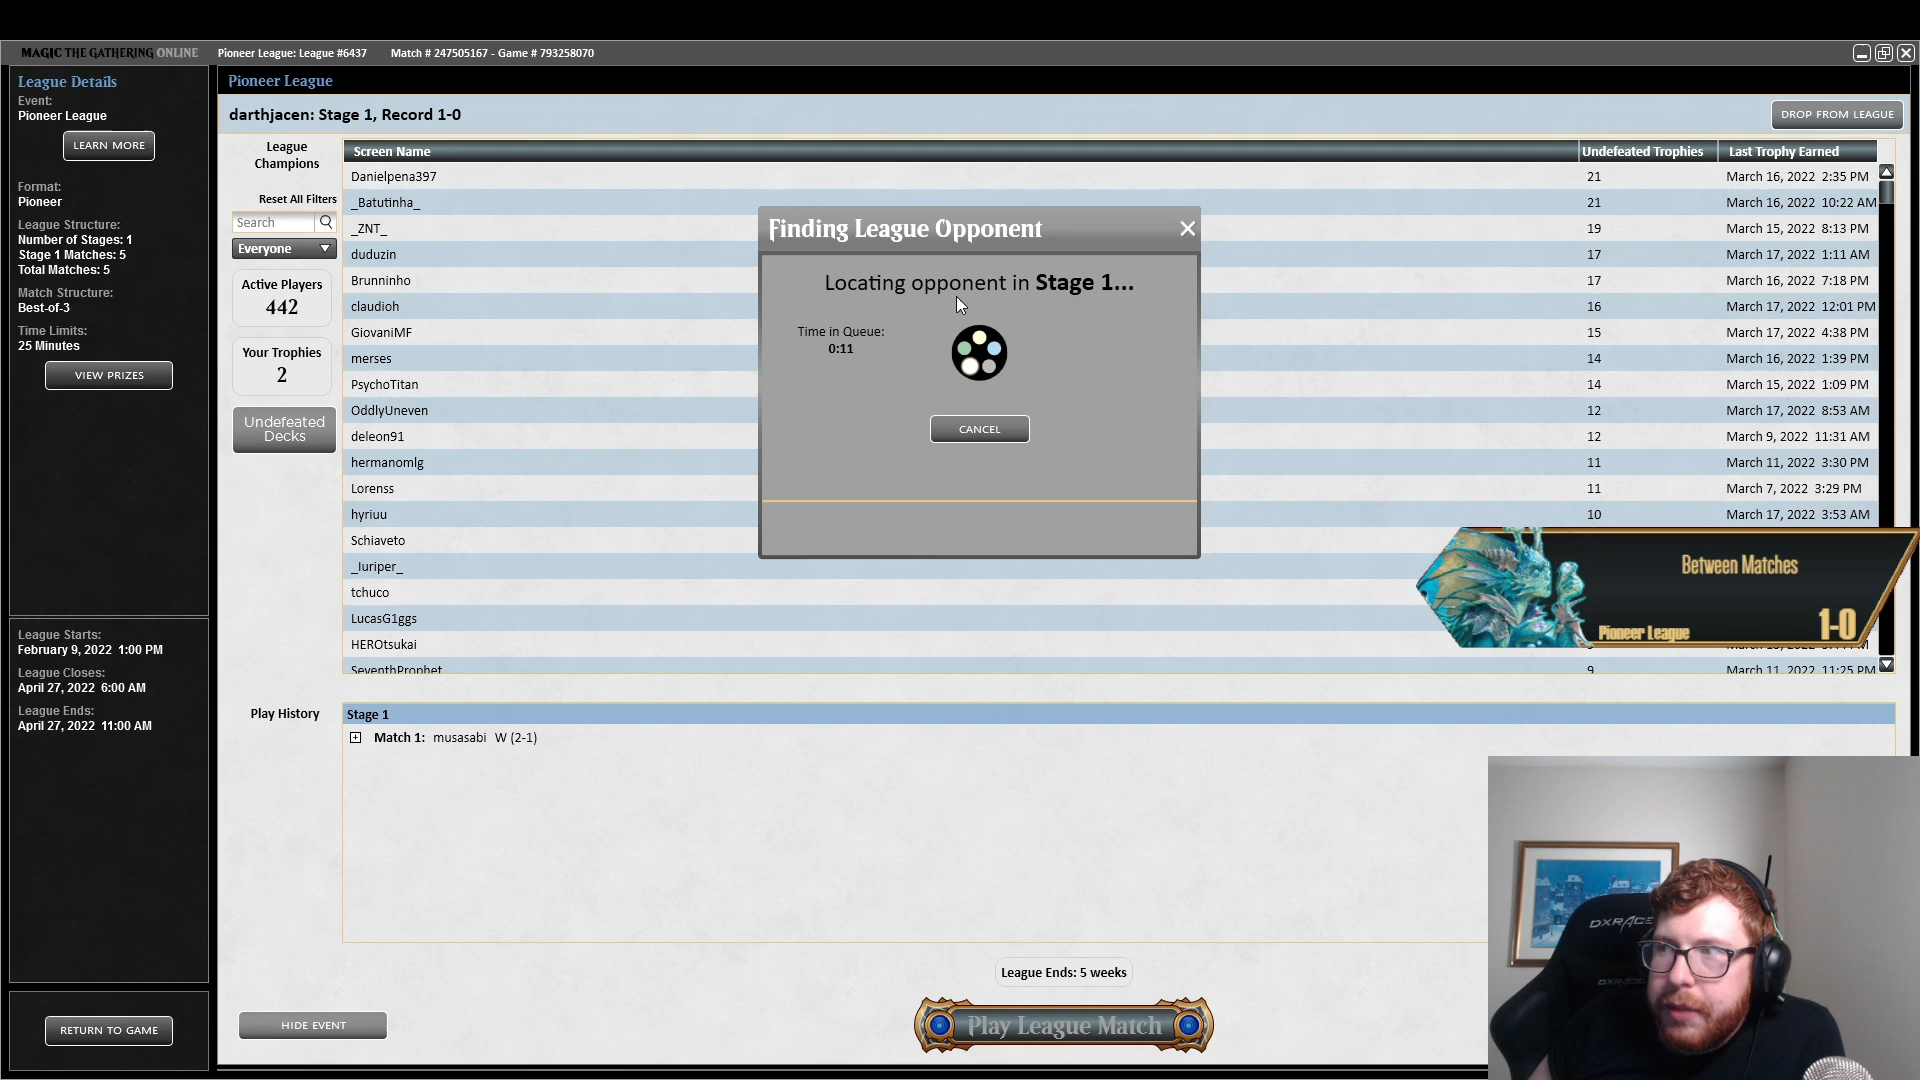 MAGIC THE GATHERING ONLINE
Pioneer League: League #6437
Match # 247505167 - Game # 793258070
League Details
Event:
Pioneer League
LEARN MORE
Format:
Pioneer
League Structure:
Number of Stages: 1
Stage 1 Matches: 5
Total Matches: 5
Match Structure:
Best-of-3
Time Limits:
25 Minutes
VIEW PRIZES
League Starts:
February 9, 2022 1:00 PM
League Closes:
April 27, 2022 6:00 AM
League Ends:
April 27, 2022 11:00 AM
RETURN TO GAME
Pioneer League
darthjacen: Stage 1, Record 1-0
DROP FROM LEAGUE
League
Champions
Reset All Filters
Search
Everyone
Active Players
442
Your Trophies
2
Undefeated
Decks
Screen Name Undefeated Trophies Last Trophy Earned
Danielpena397 21 March 16, 2022 2:35 PM
_Batutinha_ 21 March 16, 2022 10:22 AM
_ZNT_ 19 March 15, 2022 8:13 PM
duduzin 17 March 17, 2022 1:11 AM
Brunninho 17 March 16, 2022 7:18 PM
claudioh 16 March 17, 2022 12:01 PM
GiovaniMF 15 March 17, 2022 4:38 PM
merses 14 March 16, 2022 1:39 PM
PsychoTitan 14 March 15, 2022 1:09 PM
OddlyUneven 12 March 17, 2022 8:53 AM
deleon91 12 March 9, 2022 11:31 AM
hermanomlg 11 March 11, 2022 3:30 PM
Lorenss 11 March 7, 2022 3:29 PM
hyriuu 10 March 17, 2022 3:53 AM
Schiaveto
_Iuriper_
tchuco
LucasG1ggs
HEROtsukai
SeventhProphet 9 March 11, 2022 11:25 PM
Finding League Opponent
Locating opponent in Stage 1...
Time in Queue:
0:11
CANCEL
Between Matches
1-0
Pioneer League
Play History
Stage 1
Match 1: musasabi W (2-1)
League Ends: 5 weeks
HIDE EVENT
Play League Match